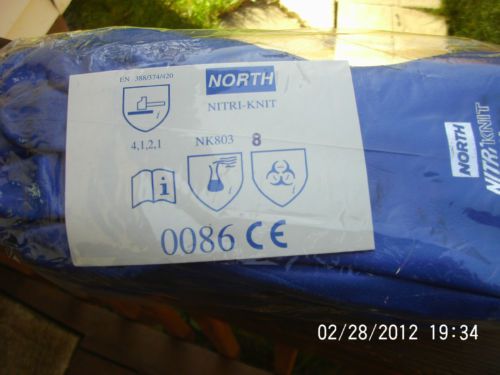 EN 388/374/420
NORTH
NITRI-KNIT
4,1,2,1
NK803 8
i
0086 CE
NORTH
NITRI-KNIT
02/28/2012 19:34